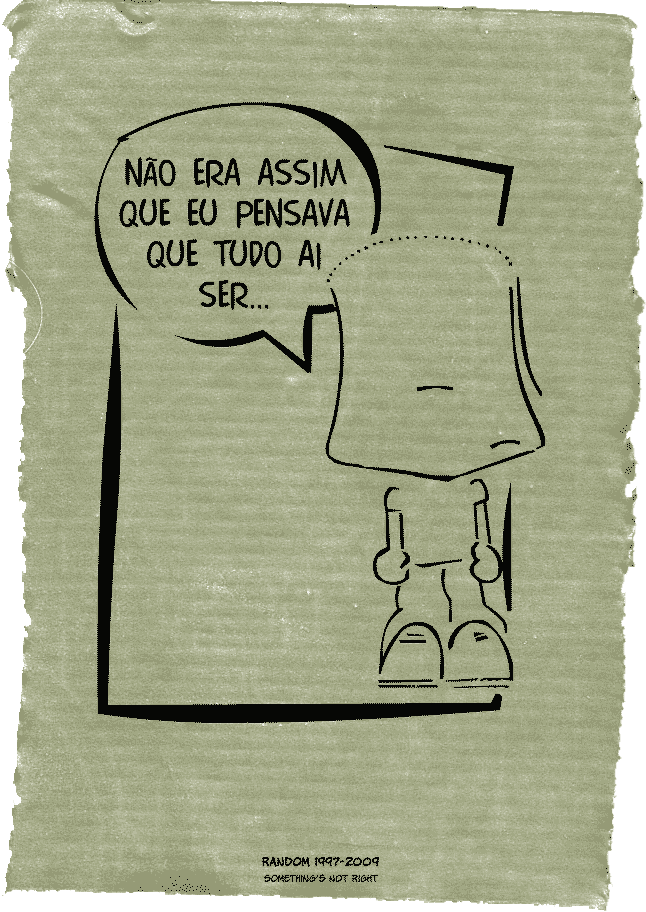 NÃO ERA ASSIM
QUE EU PENSAVA
QUE TUDO AI
SER...
RANDOM 1997-2009
SOMETHING'S NOT RIGHT